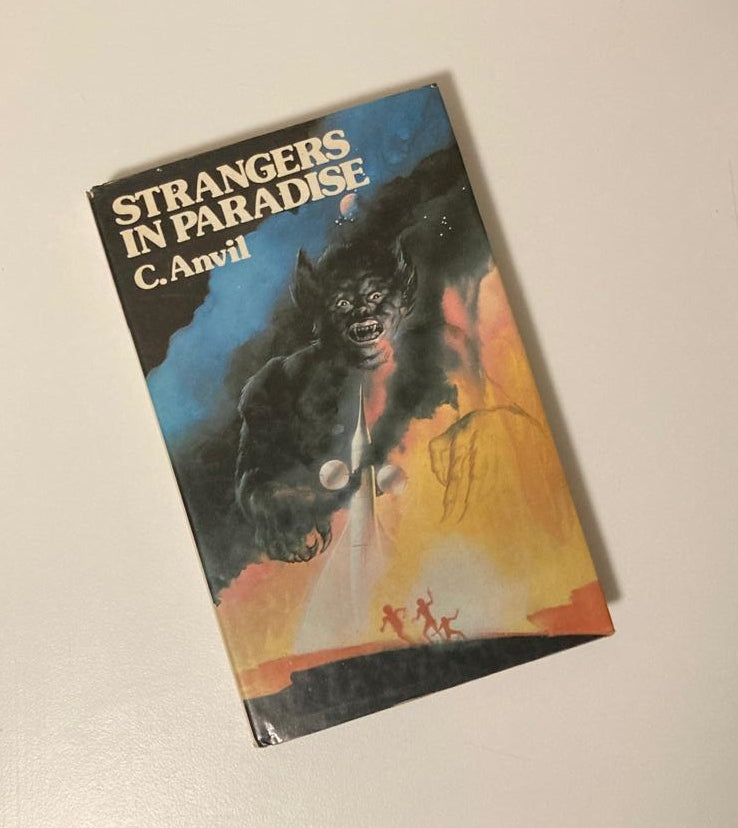 STRANGERS
IN PARADISE
C. Anvil